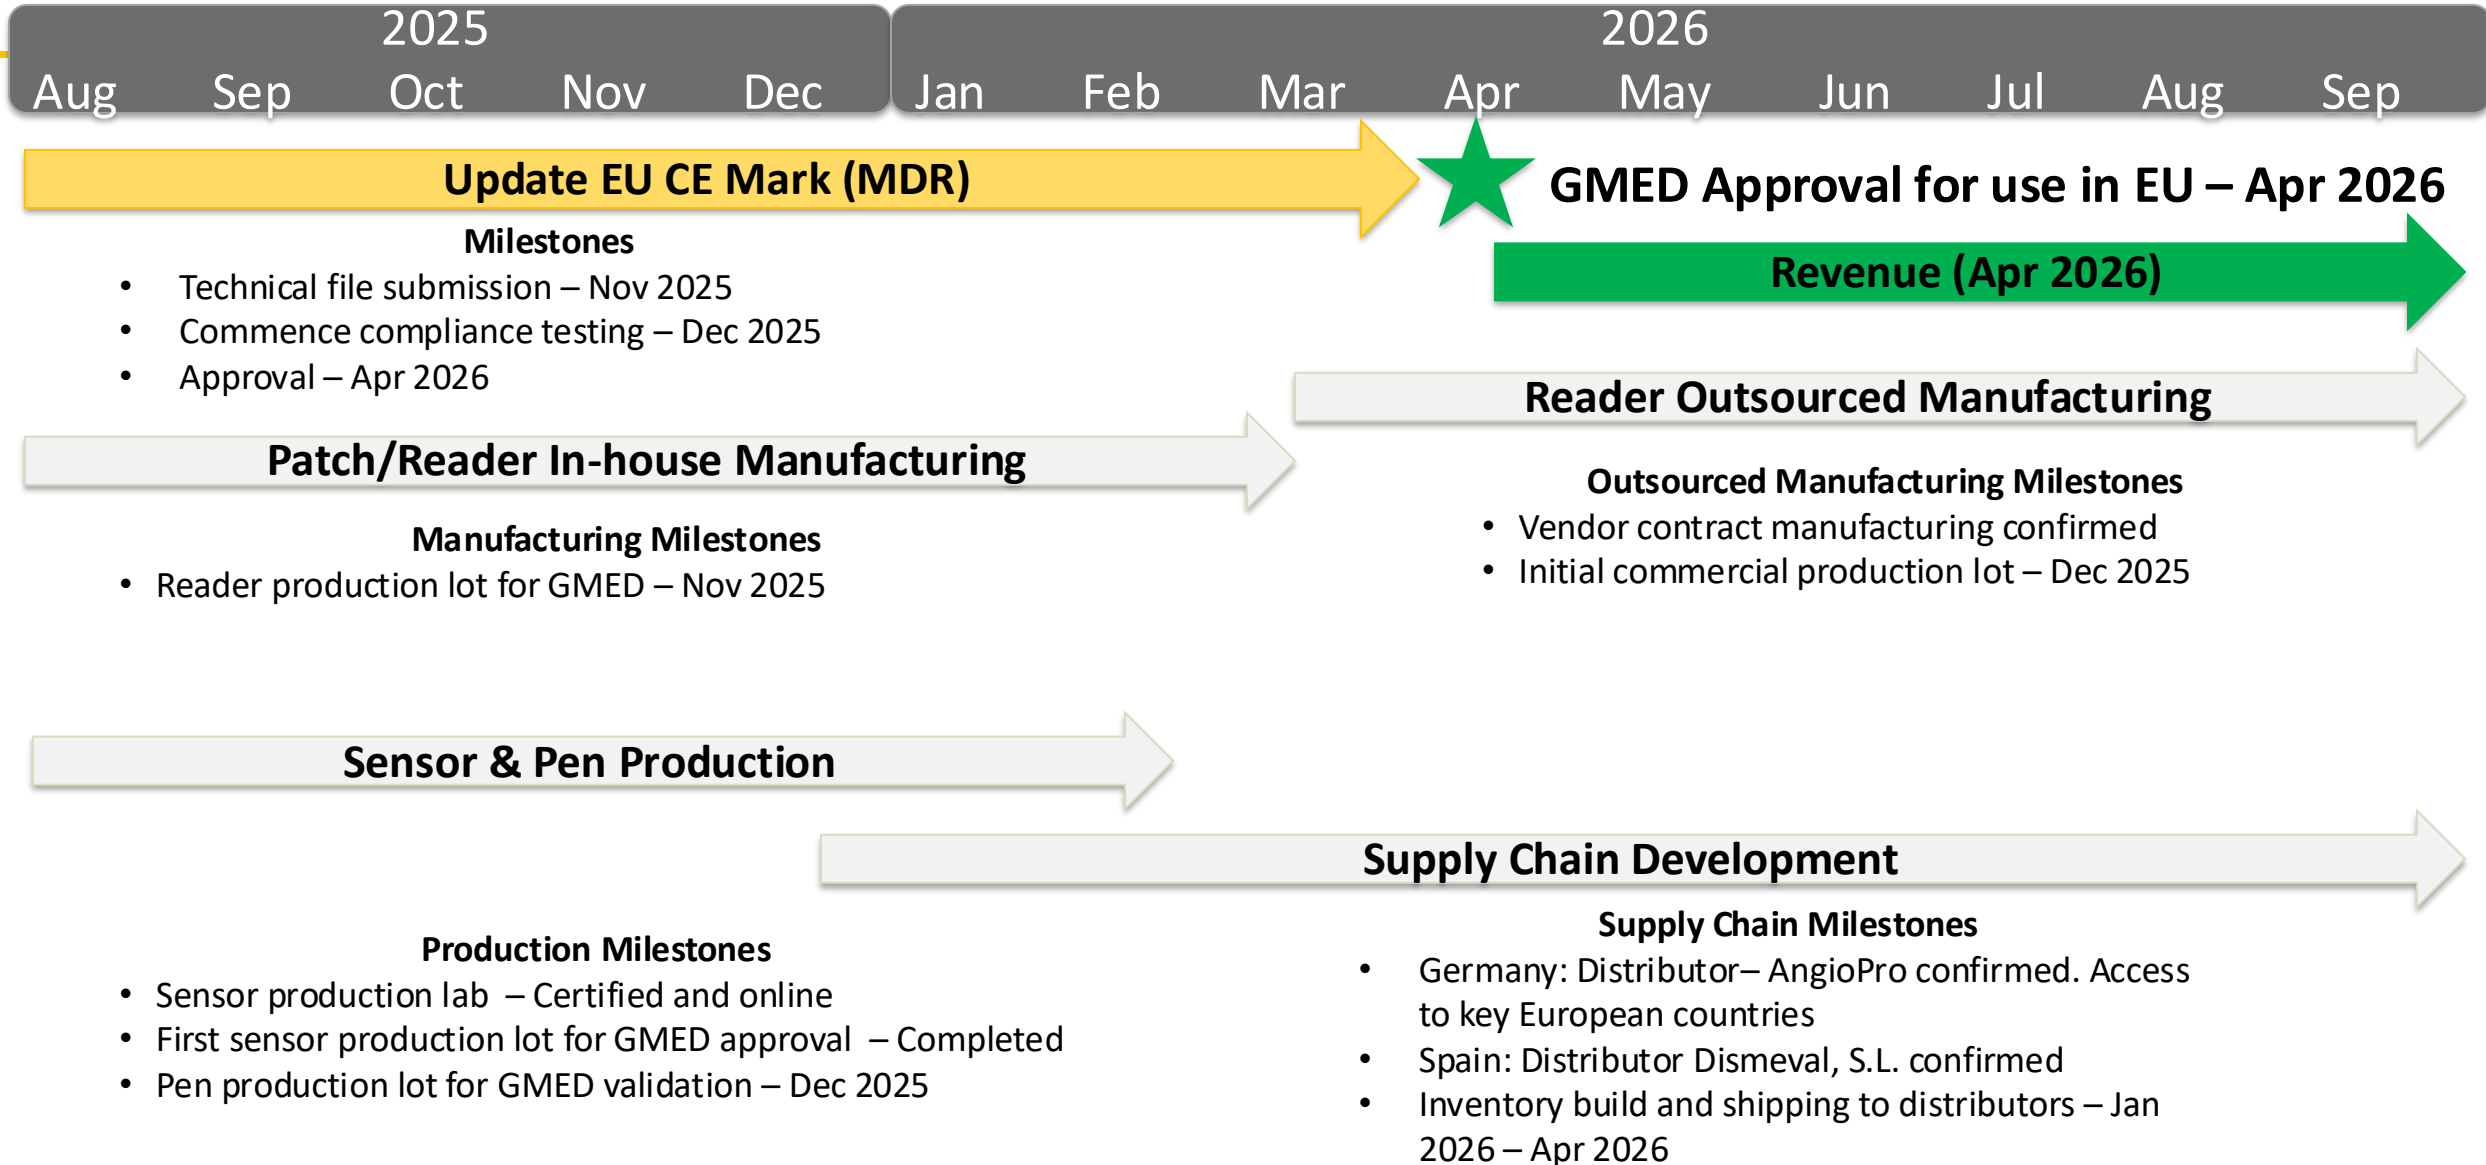 2025
2026
Aug Sep Oct Nov Dec Jan Feb Mar Apr May Jun Jul Aug Sep
Update EU CE Mark (MDR)
GMED Approval for use in EU – Apr 2026
Milestones
• Technical file submission – Nov 2025
• Commence compliance testing – Dec 2025
• Approval – Apr 2026
Revenue (Apr 2026)
Reader Outsourced Manufacturing
Patch/Reader In-house Manufacturing
Outsourced Manufacturing Milestones
• Vendor contract manufacturing confirmed
• Initial commercial production lot – Dec 2025
Manufacturing Milestones
• Reader production lot for GMED – Nov 2025
Sensor & Pen Production
Supply Chain Development
Production Milestones
• Sensor production lab – Certified and online
• First sensor production lot for GMED approval – Completed
• Pen production lot for GMED validation – Dec 2025
Supply Chain Milestones
• Germany: Distributor– AngioPro confirmed. Access
to key European countries
• Spain: Distributor Dismeval, S.L. confirmed
• Inventory build and shipping to distributors – Jan
2026 – Apr 2026